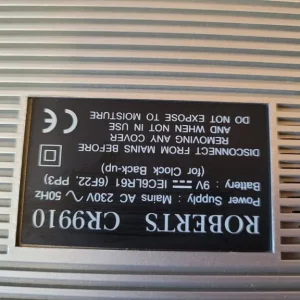 ROBERTS CR9910
Power Supply : Mains AC 230V ~ 50Hz
Battery : 9V ⎓ IEC6LR61 (6F22, PP3)
(for Clock Back-up)
DISCONNECT FROM MAINS BEFORE
REMOVING ANY COVER
AND WHEN NOT IN USE
DO NOT EXPOSE TO MOISTURE
CE